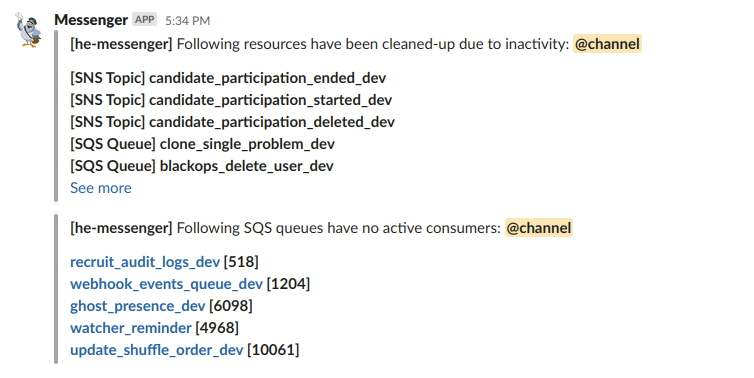 Messenger APP 5:34 PM
[he-messenger] Following resources have been cleaned-up due to inactivity: @channel
[SNS Topic] candidate_participation_ended_dev
[SNS Topic] candidate_participation_started_dev
[SNS Topic] candidate_participation_deleted_dev
[SQS Queue] clone_single_problem_dev
[SQS Queue] blackops_delete_user_dev
See more
[he-messenger] Following SQS queues have no active consumers: @channel
recruit_audit_logs_dev [518]
webhook_events_queue_dev [1204]
ghost_presence_dev [6098]
watcher_reminder [4968]
update_shuffle_order_dev [10061]